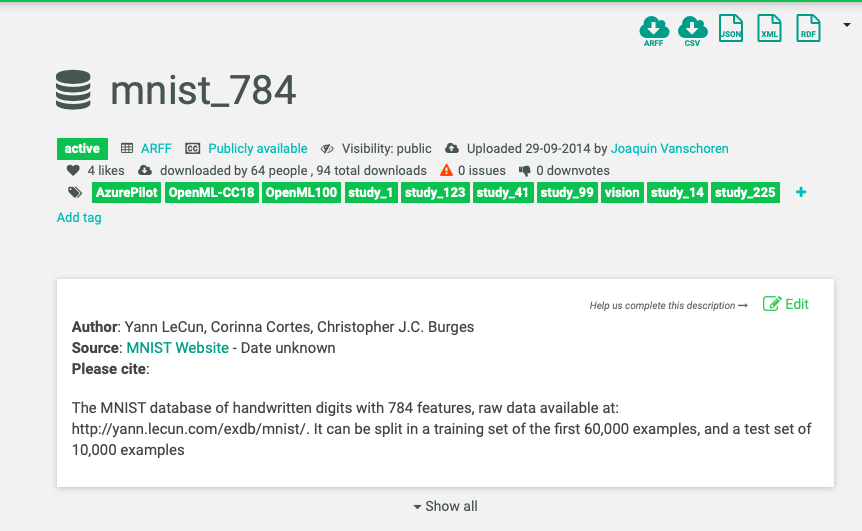 ARFF CSV JSON XML RDF
mnist_784
active ARFF CC Publicly available Visibility: public Uploaded 29-09-2014 by Joaquin Vanschoren
4 likes downloaded by 64 people , 94 total downloads 0 issues 0 downvotes
AzurePilot OpenML-CC18 OpenML100 study_1 study_123 study_41 study_99 vision study_14 study_225 +
Add tag
Help us complete this description → Edit
Author: Yann LeCun, Corinna Cortes, Christopher J.C. Burges
Source: MNIST Website - Date unknown
Please cite:
The MNIST database of handwritten digits with 784 features, raw data available at:
http://yann.lecun.com/exdb/mnist/. It can be split in a training set of the first 60,000 examples, and a test set of
10,000 examples
Show all